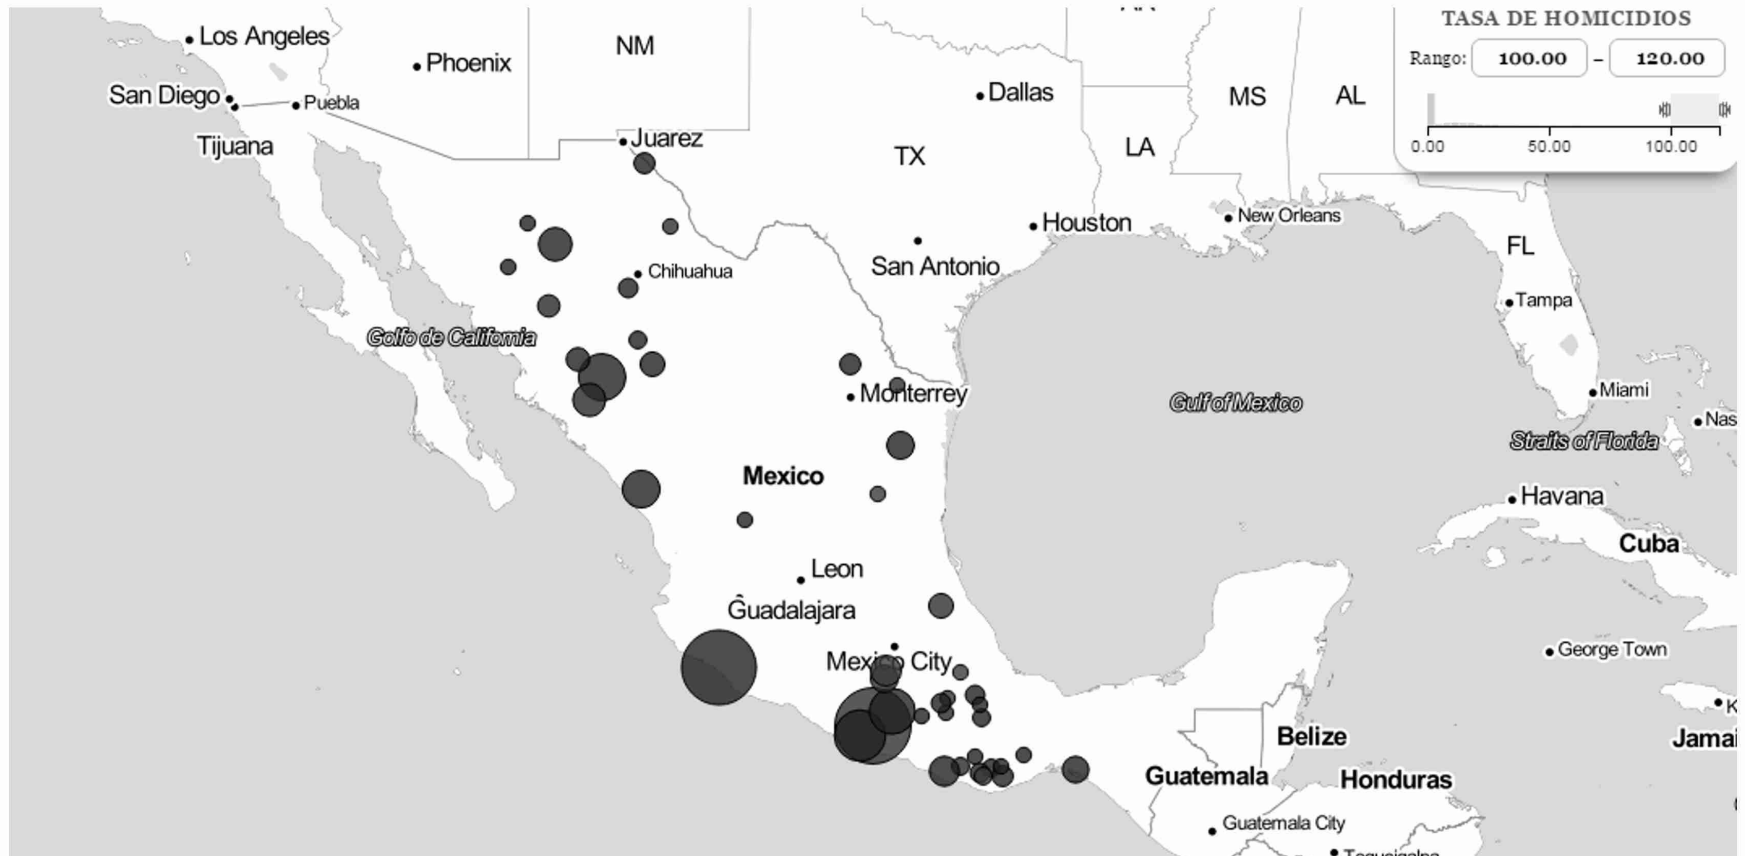 TASA DE HOMICIDIOS
Rango: 100.00 – 120.00
0.00 50.00 100.00
Los Angeles
Phoenix
NM
San Diego
Puebla
Tijuana
Juarez
Dallas
TX
LA
MS
AL
Houston
New Orleans
San Antonio
FL
Tampa
Chihuahua
Golfo de California
Monterrey
Gulf of Mexico
Miami
Nas
Straits of Florida
Mexico
Havana
Cuba
Leon
Guadalajara
Mexico City
George Town
K
Jamai
Belize
Guatemala
Honduras
Guatemala City